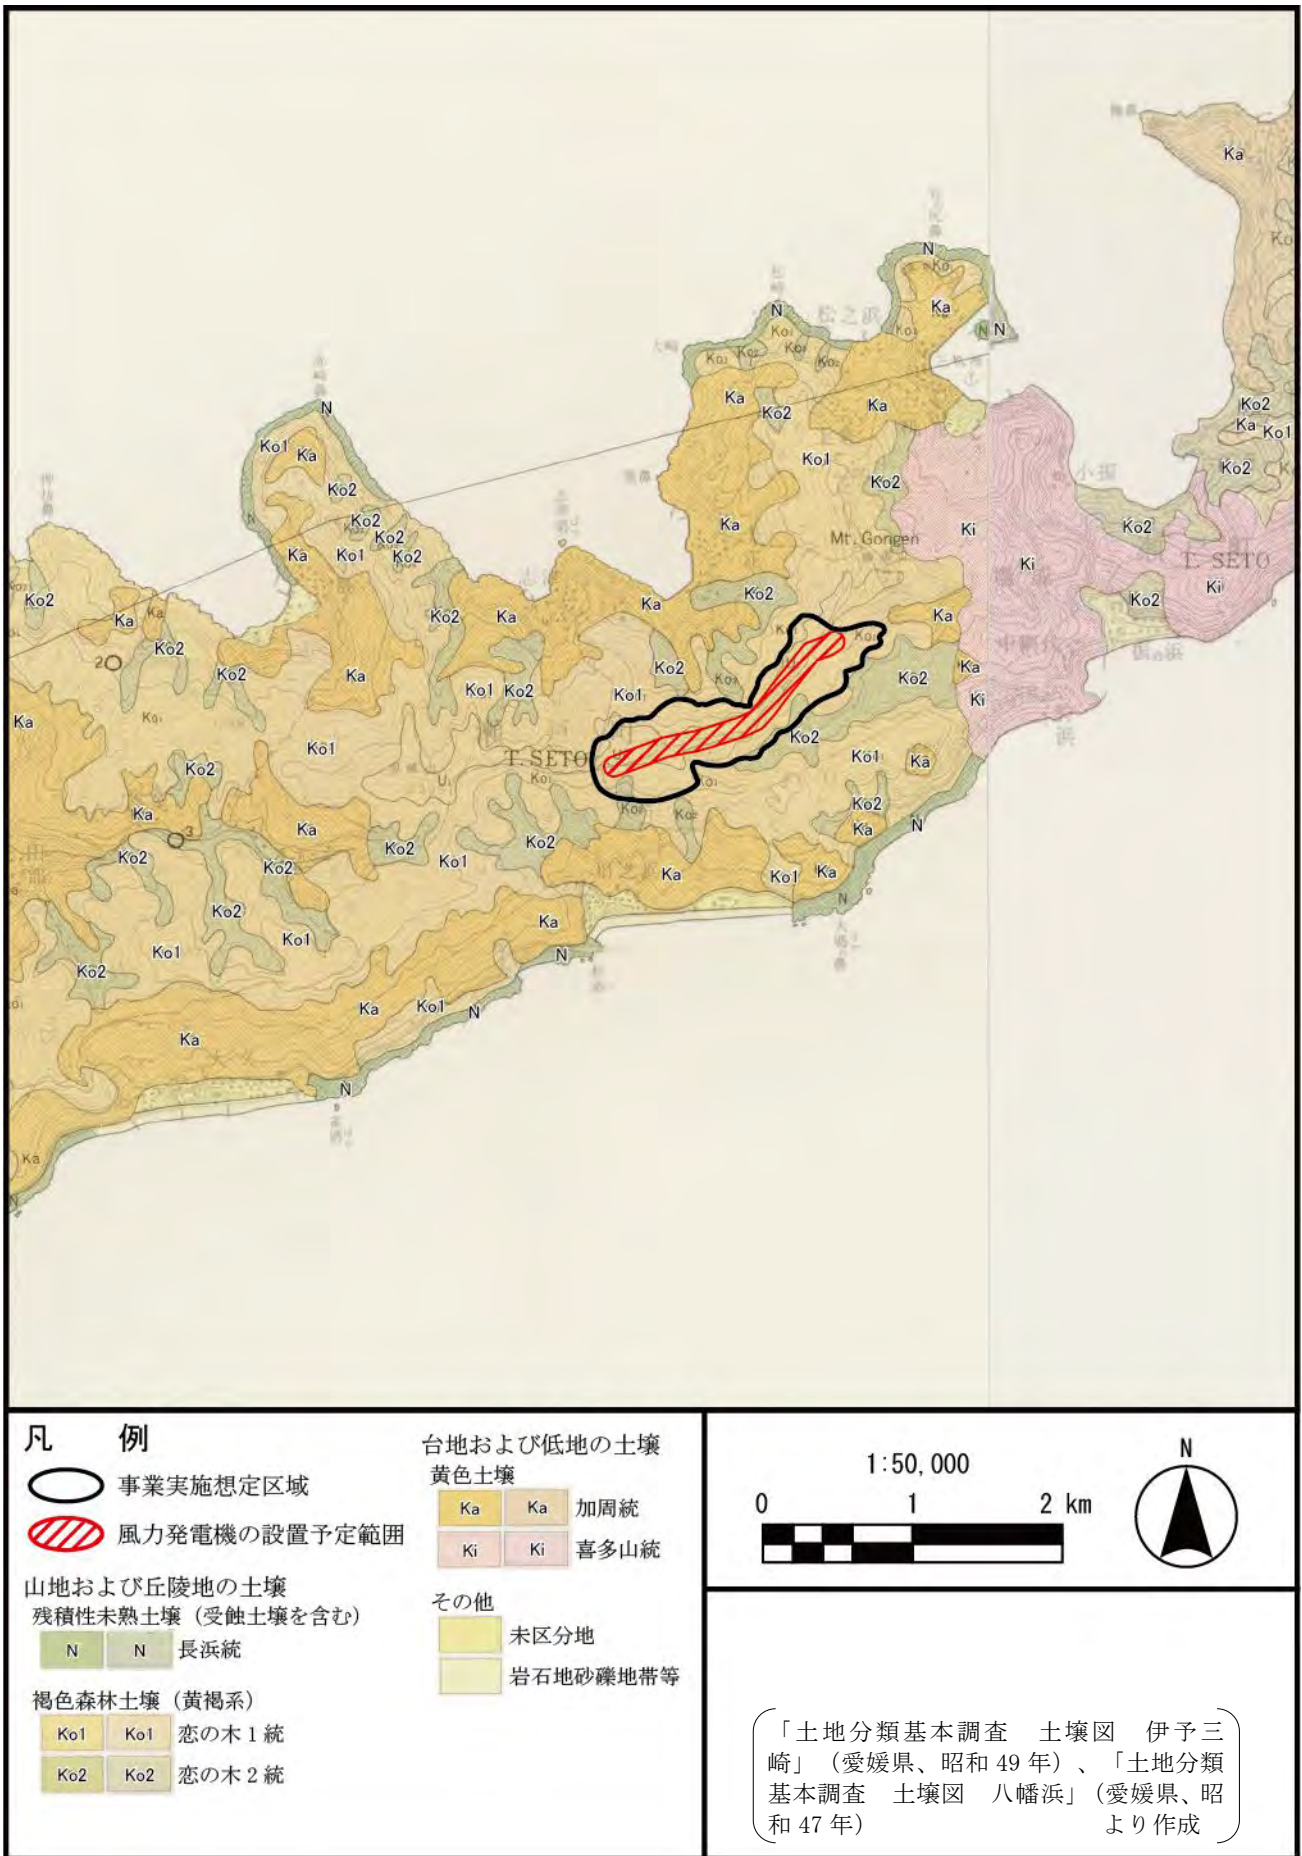 Ka
N
Ka
N
N
N
松之浜
Ka
Ko2
Ka
N
Ko1
Ka
Ko2
Ko1
Ko2
Ko2
Ka
Ko1
Ko2
小振
Ko2
Ka
Ko2
Ko2
Ko2
Ka
Ko1
Ko2
Mt. Gongen
Ki
Ki
T. SETO
Ki
Ko2
Ka
Ko2
Ka
Ka
Ko2
Ko2
Ka
2
Ko2
Ko2
Ka
Ko1
Ko2
Ko1
Ko2
Ko2
Ka
Ki
Ka
Ko1
Ko1
T. SETO
Ko2
Ko1
Ka
Ko2
U1
Ka
3
Ka
Ko2
Ko2
Ko2
Ka
N
Ko2
Ko2
Ko1
Ka
Ko1
Ka
Ko2
Ka
N
Ko1
Ko1
N
Ko2
Ka
Ko1
N
Ka
N
Ka
凡 例
事業実施想定区域
風力発電機の設置予定範囲
山地および丘陵地の土壌
残積性未熟土壌(受蝕土壌を含む)
N N 長浜統
褐色森林土壌(黄褐系)
Ko1 Ko1 恋の木1統
Ko2 Ko2 恋の木2統
台地および低地の土壌
黄色土壌
Ka Ka 加周統
Ki Ki 喜多山統
その他
未区分地
岩石地砂礫地帯等
1:50,000
0 1 2 km
N
「土地分類基本調査 土壌図 伊予三
崎」(愛媛県、昭和49年)、「土地分類
基本調査 土壌図 八幡浜」(愛媛県、昭
和47年) より作成